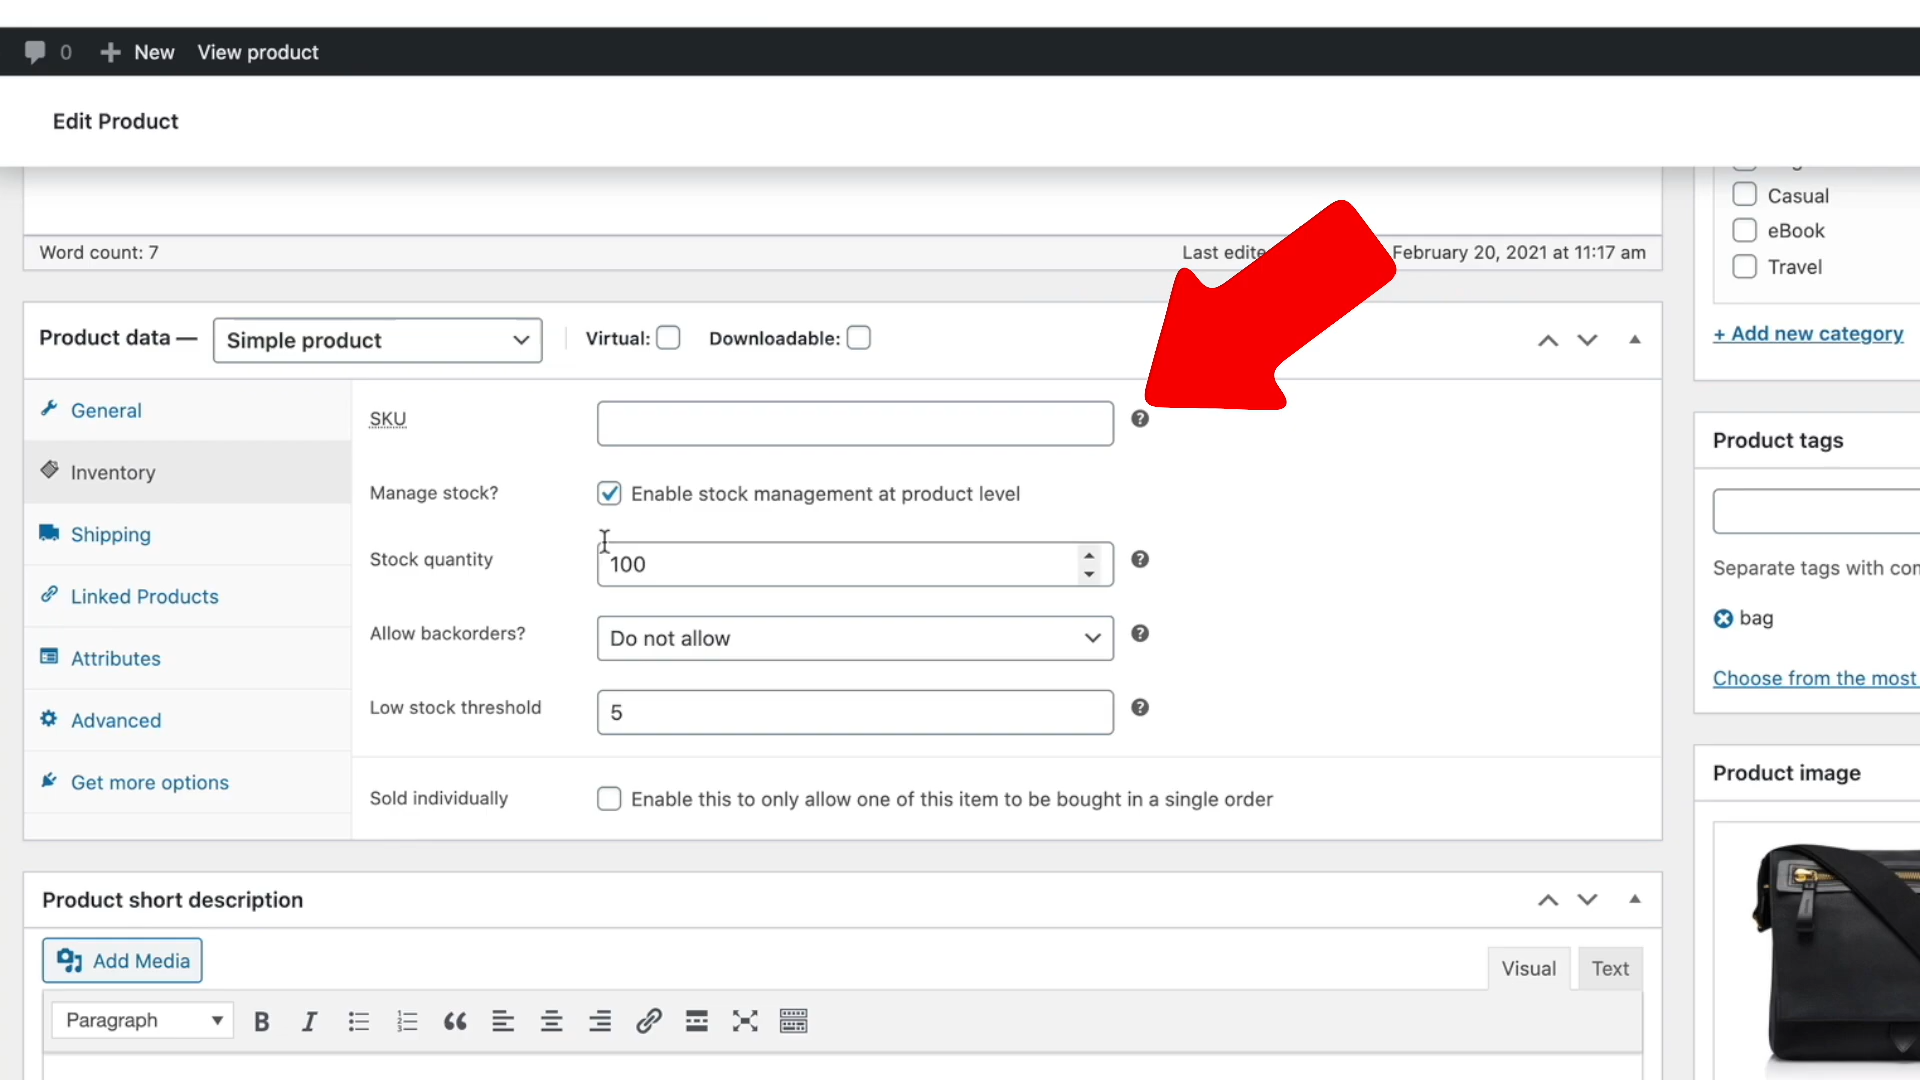 0 New View product
Edit Product
Casual
eBook
Travel
Word count: 7
February 20, 2021 at 11:17 am
Last
+ Add new category
Product data — Simple product Virtual: Downloadable:
General
SKU
Inventory
Manage stock? Enable stock management at product level
Shipping
Stock quantity 100
Linked Products
Allow backorders? Do not allow
Attributes
Low stock threshold 5
Advanced
Get more options
Sold individually Enable this to only allow one of this item to be bought in a single order
Product tags
Separate tags with
bag
Choose from the most
Product image
Product short description
Add Media
Visual Text
Paragraph B I